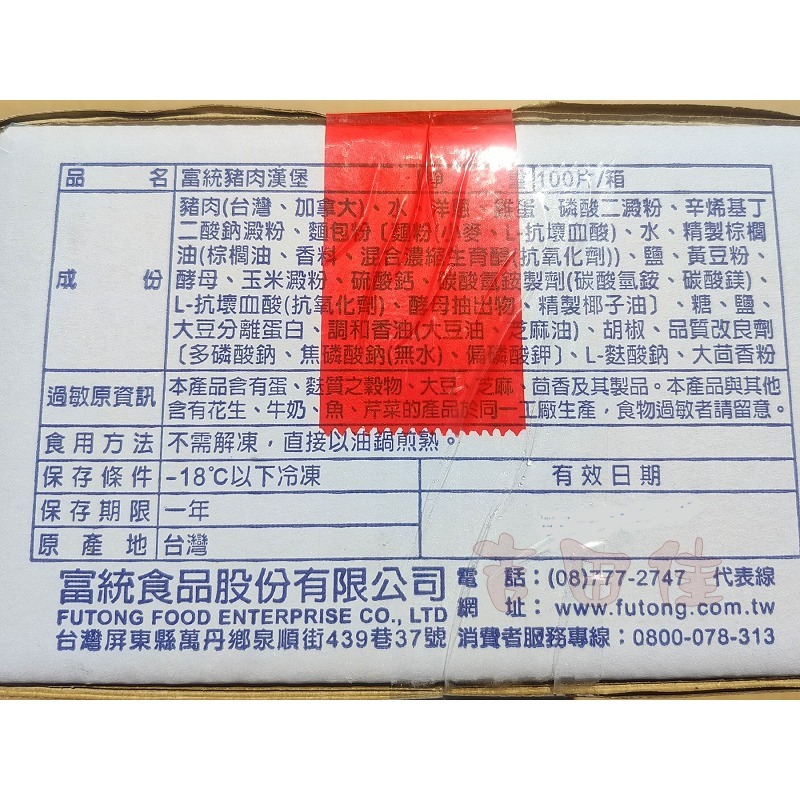 品名 富統豬肉漢堡 淨 量 100片/箱
成份 豬肉(台灣、加拿大)、水、洋蔥、雞蛋、磷酸二澱粉、辛烯基丁
二酸鈉澱粉、麵包粉〔麵粉(小麥、L-抗壞血酸)、水、精製棕櫚
油(棕櫚油、香料、混合濃縮生育醇(抗氧化劑))、鹽、黃豆粉、
酵母、玉米澱粉、硫酸鈣、碳酸氫銨製劑(碳酸氫銨、碳酸鎂)、
L-抗壞血酸(抗氧化劑)、酵母抽出物、精製椰子油〕、糖、鹽、
大豆分離蛋白、調和香油(大豆油、芝麻油)、胡椒、品質改良劑
〔多磷酸鈉、焦磷酸鈉(無水)、偏磷酸鉀〕、L-麩酸鈉、大茴香粉
過敏原資訊 本產品含有蛋、麩質之穀物、大豆、芝麻、茴香及其製品。本產品與其他
含有花生、牛奶、魚、芹菜的產品於同一工廠生產，食物過敏者請留意。
食用方法 不需解凍，直接以油鍋煎熟。
保存條件 -18℃以下冷凍 有效日期
保存期限 一年
原產地 台灣
富統食品股份有限公司 電話：(08)777-2747 代表線
FUTONG FOOD ENTERPRISE CO., LTD 網址：www.futong.com.tw
台灣屏東縣萬丹鄉泉順街439巷37號 消費者服務專線：0800-078-313
吉田佳